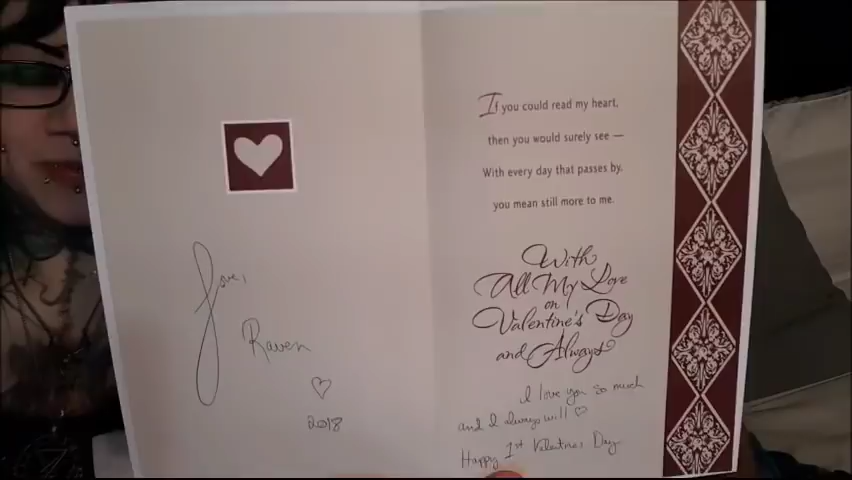 Love,
Raven
2018
If you could read my heart,
then you would surely see —
With every day that passes by,
you mean still more to me.
With
All My Love
on
Valentine's Day
and Always
I love you so much
and I always will
Happy 1st Valentines Day